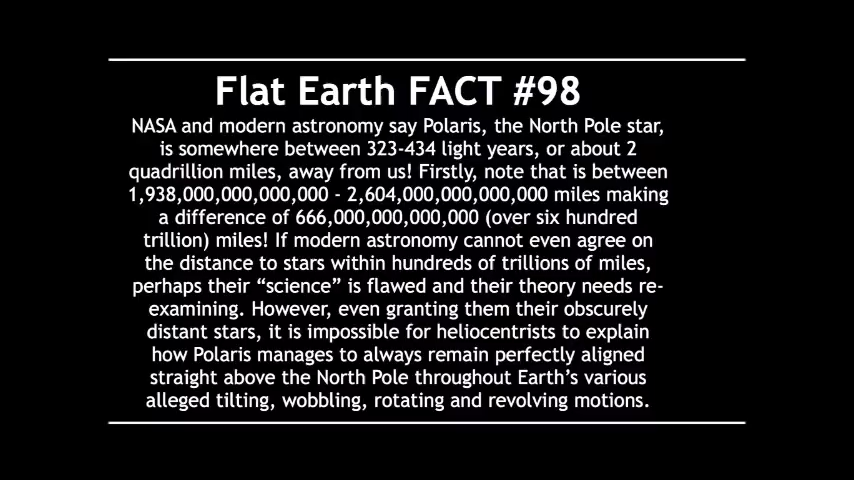 Flat Earth FACT #98
NASA and modern astronomy say Polaris, the North Pole star,
is somewhere between 323-434 light years, or about 2
quadrillion miles, away from us! Firstly, note that is between
1,938,000,000,000,000 - 2,604,000,000,000,000 miles making
a difference of 666,000,000,000,000 (over six hundred
trillion) miles! If modern astronomy cannot even agree on
the distance to stars within hundreds of trillions of miles,
perhaps their “science” is flawed and their theory needs re-
examining. However, even granting them their obscurely
distant stars, it is impossible for heliocentrists to explain
how Polaris manages to always remain perfectly aligned
straight above the North Pole throughout Earth’s various
alleged tilting, wobbling, rotating and revolving motions.